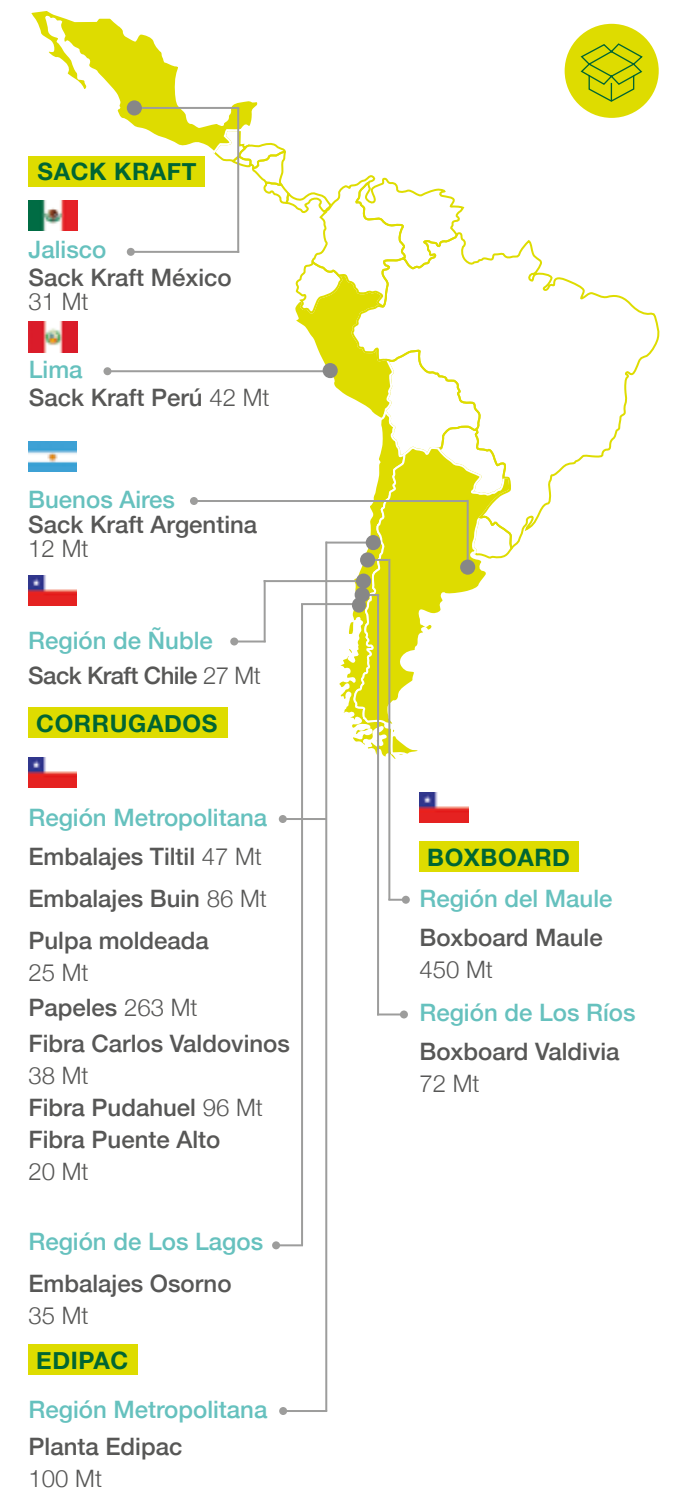 SACK KRAFT
Jalisco
Sack Kraft México
31 Mt
Lima
Sack Kraft Perú 42 Mt
Buenos Aires
Sack Kraft Argentina
12 Mt
Región de Ñuble
Sack Kraft Chile 27 Mt
CORRUGADOS
Región Metropolitana
Embalajes Tiltil 47 Mt
Embalajes Buin 86 Mt
Pulpa moldeada
25 Mt
Papeles 263 Mt
Fibra Carlos Valdovinos
38 Mt
Fibra Pudahuel 96 Mt
Fibra Puente Alto
20 Mt
Región de Los Lagos
Embalajes Osorno
35 Mt
EDIPAC
Región Metropolitana
Planta Edipac
100 Mt
BOXBOARD
Región del Maule
Boxboard Maule
450 Mt
Región de Los Ríos
Boxboard Valdivia
72 Mt